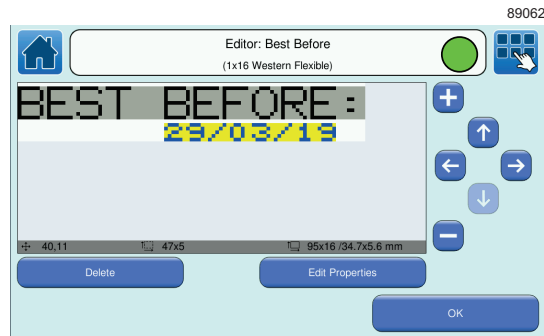 89062
Editor: Best Before
(1x16 Western Flexible)
BEST BEFORE:
29/03/19
40,11 47x5 95x16 /34.7x5.6 mm
Delete Edit Properties
OK